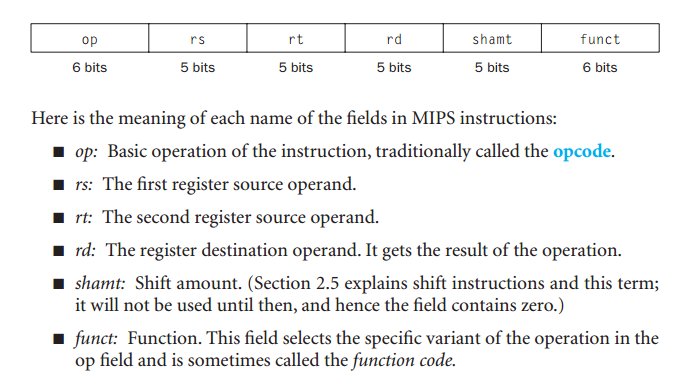 op rs rt rd shamt funct
6 bits 5 bits 5 bits 5 bits 5 bits 6 bits
Here is the meaning of each name of the fields in MIPS instructions:
■ op: Basic operation of the instruction, traditionally called the opcode.
■ rs: The first register source operand.
■ rt: The second register source operand.
■ rd: The register destination operand. It gets the result of the operation.
■ shamt: Shift amount. (Section 2.5 explains shift instructions and this term;
it will not be used until then, and hence the field contains zero.)
■ funct: Function. This field selects the specific variant of the operation in the
op field and is sometimes called the function code.